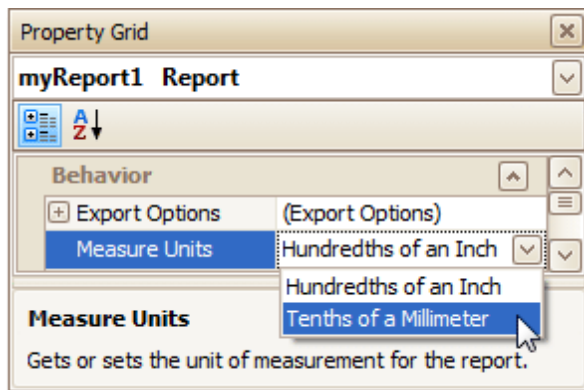 Property Grid
myReport1 Report
A
Z
Behavior
Export Options (Export Options)
Measure Units Hundredths of an Inch
Hundredths of an Inch
Tenths of a Millimeter
Measure Units
Gets or sets the unit of measurement for the report.